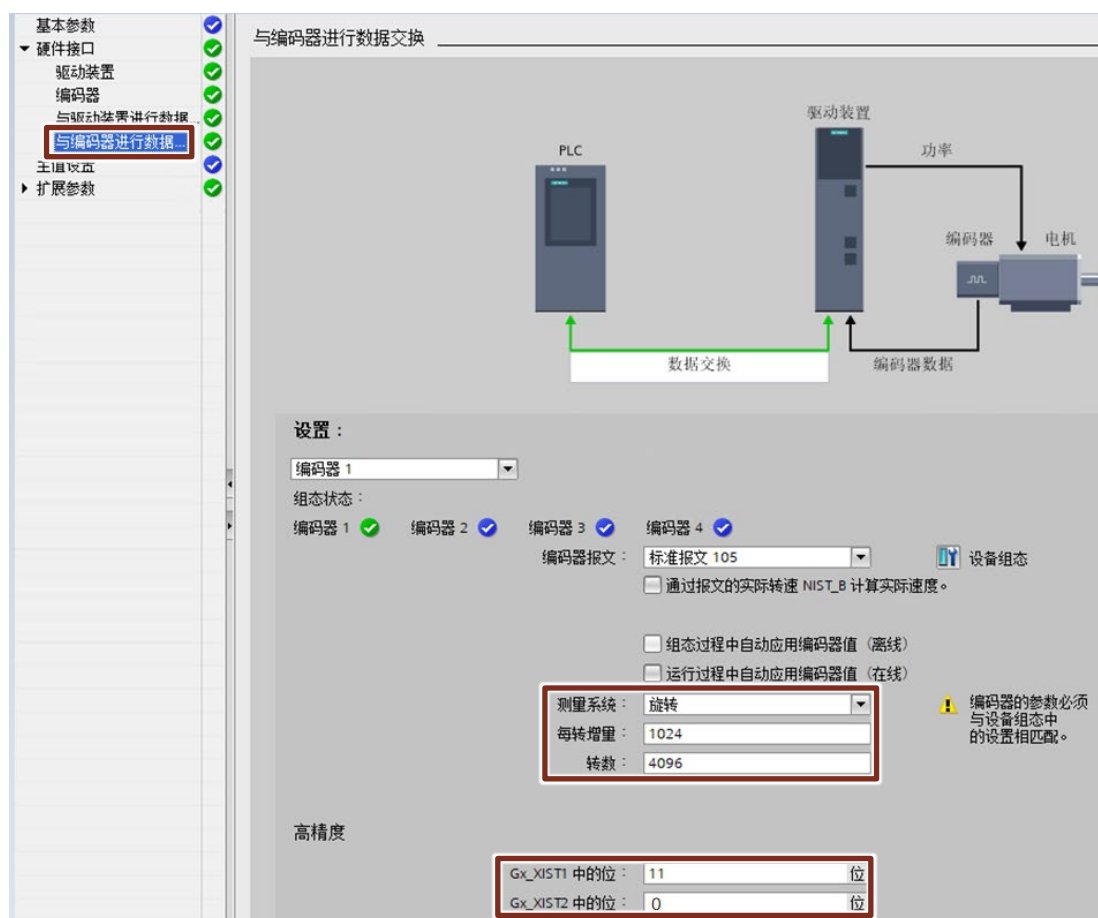 基本参数
硬件接口
驱动装置
编码器
与驱动装置进行数据...
与编码器进行数据...
主值设置
扩展参数
与编码器进行数据交换
驱动装置
PLC
功率
编码器
电机
数据交换
编码器数据
设置：
编码器 1
组态状态：
编码器 1 编码器 2 编码器 3 编码器 4
编码器报文： 标准报文 105 设备组态
通过报文的实际转速 NIST_B 计算实际速度。
组态过程中自动应用编码器值（离线）
运行过程中自动应用编码器值（在线）
测量系统： 旋转
每转增量： 1024
转数： 4096
编码器的参数必须
与设备组态中
的设置相匹配。
高精度
Gx_XIST1 中的位： 11 位
Gx_XIST2 中的位： 0 位